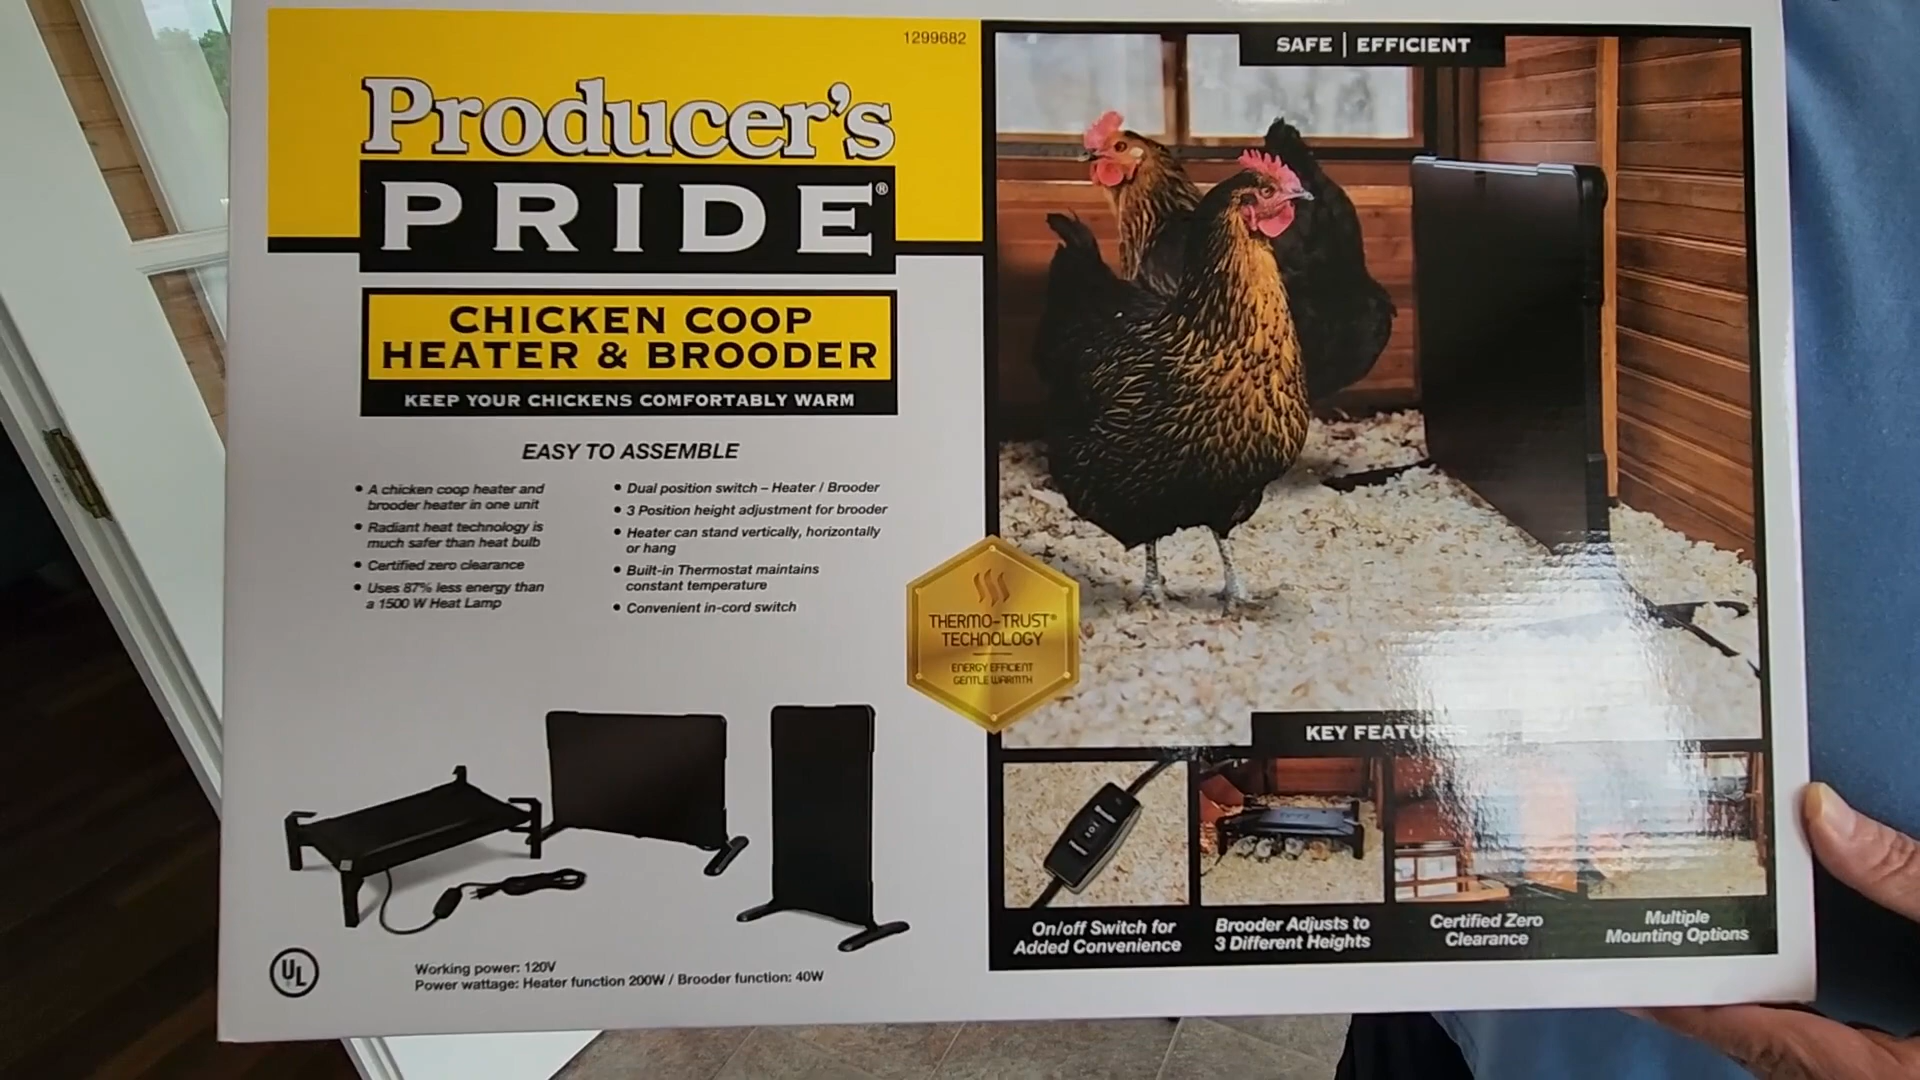 1299682
Producer's
PRIDE®
CHICKEN COOP
HEATER & BROODER
KEEP YOUR CHICKENS COMFORTABLY WARM
EASY TO ASSEMBLE
• A chicken coop heater and
brooder heater in one unit
• Radiant heat technology is
much safer than heat bulb
• Certified zero clearance
• Uses 87% less energy than
a 1500 W Heat Lamp
• Dual position switch – Heater / Brooder
• 3 Position height adjustment for brooder
• Heater can stand vertically, horizontally
or hang
• Built-in Thermostat maintains
constant temperature
• Convenient in-cord switch
UL
Working power: 120V
Power wattage: Heater function 200W / Brooder function: 40W
SAFE | EFFICIENT
THERMO-TRUST®
TECHNOLOGY
ENERGY EFFICIENT
GENTLE WARMTH
KEY
On/off Switch for
Added Convenience
Brooder Adjusts to
3 Different Heights
Certified Zero
Clearance
Multiple
Mounting Options